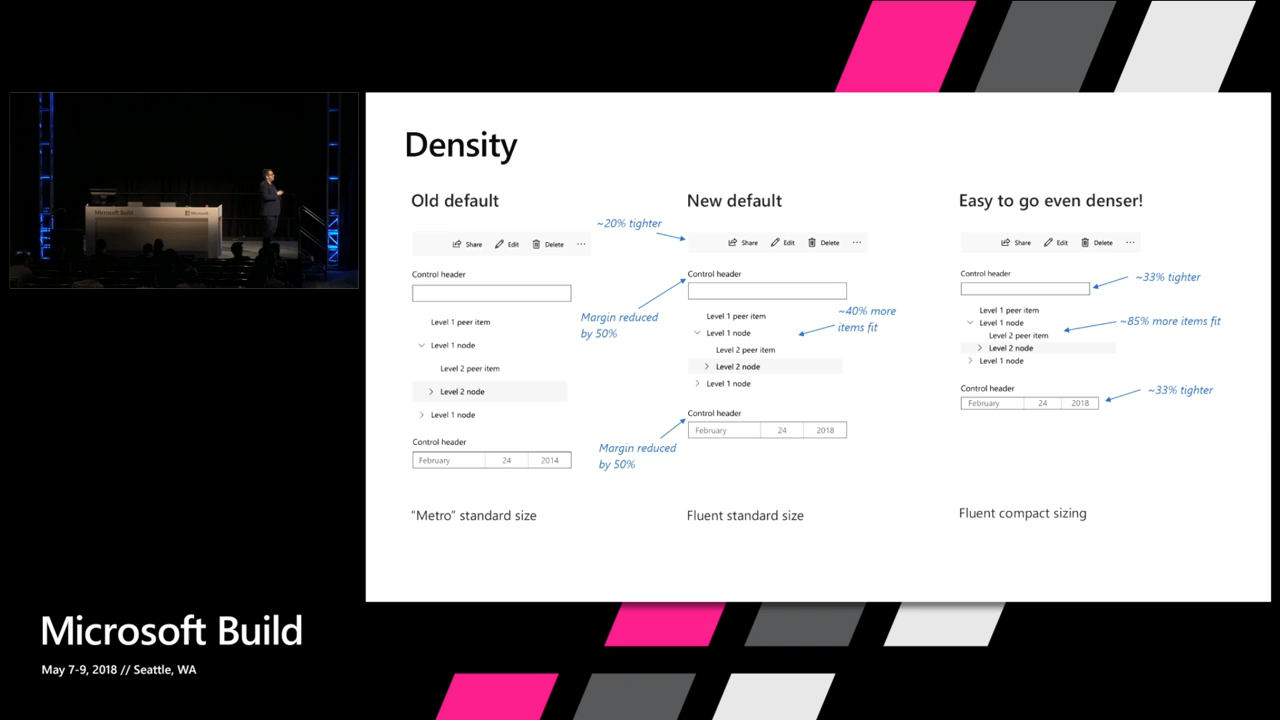 Microsoft Build
Microsoft
Density
Old default
Share Edit Delete ...
Control header
Level 1 peer item
Level 1 node
Level 2 peer item
Level 2 node
Level 1 node
Control header
February 24 2014
"Metro" standard size
~20% tighter
Margin reduced
by 50%
Margin reduced
by 50%
New default
Share Edit Delete ...
Control header
Level 1 peer item
Level 1 node
Level 2 peer item
Level 2 node
Level 1 node
Control header
February 24 2018
Fluent standard size
~40% more
items fit
Easy to go even denser!
Share Edit Delete ...
Control header
~33% tighter
Level 1 peer item
Level 1 node
Level 2 peer item
Level 2 node
Level 1 node
~85% more items fit
Control header
February 24 2018
~33% tighter
Fluent compact sizing
Microsoft Build
May 7-9, 2018 // Seattle, WA